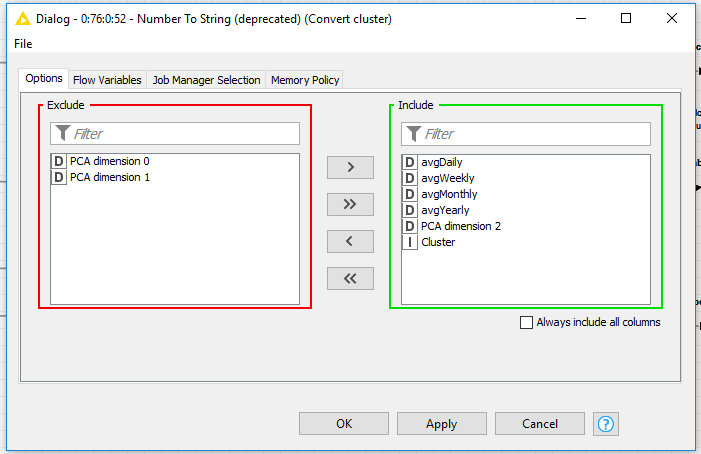 Dialog - 0:76:0:52 - Number To String (deprecated) (Convert cluster)
File
Options Flow Variables Job Manager Selection Memory Policy
Exclude
Filter
D PCA dimension 0
D PCA dimension 1
Include
Filter
D avgDaily
D avgWeekly
D avgMonthly
D avgYearly
D PCA dimension 2
I Cluster
Always include all columns
OK Apply Cancel ?